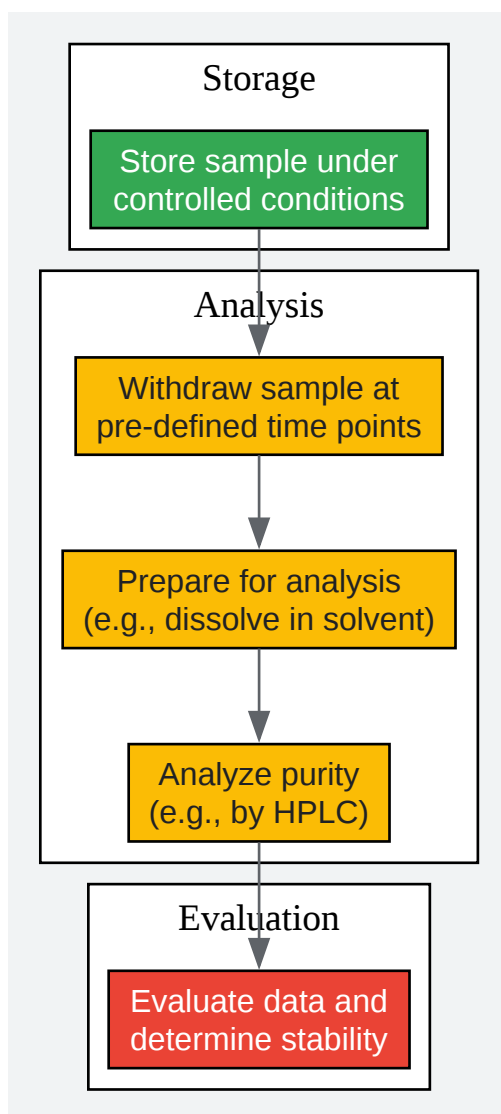 Storage
Store sample under
controlled conditions
Analysis
Withdraw sample at
pre-defined time points
Prepare for analysis
(e.g., dissolve in solvent)
Analyze purity
(e.g., by HPLC)
Evaluation
Evaluate data and
determine stability